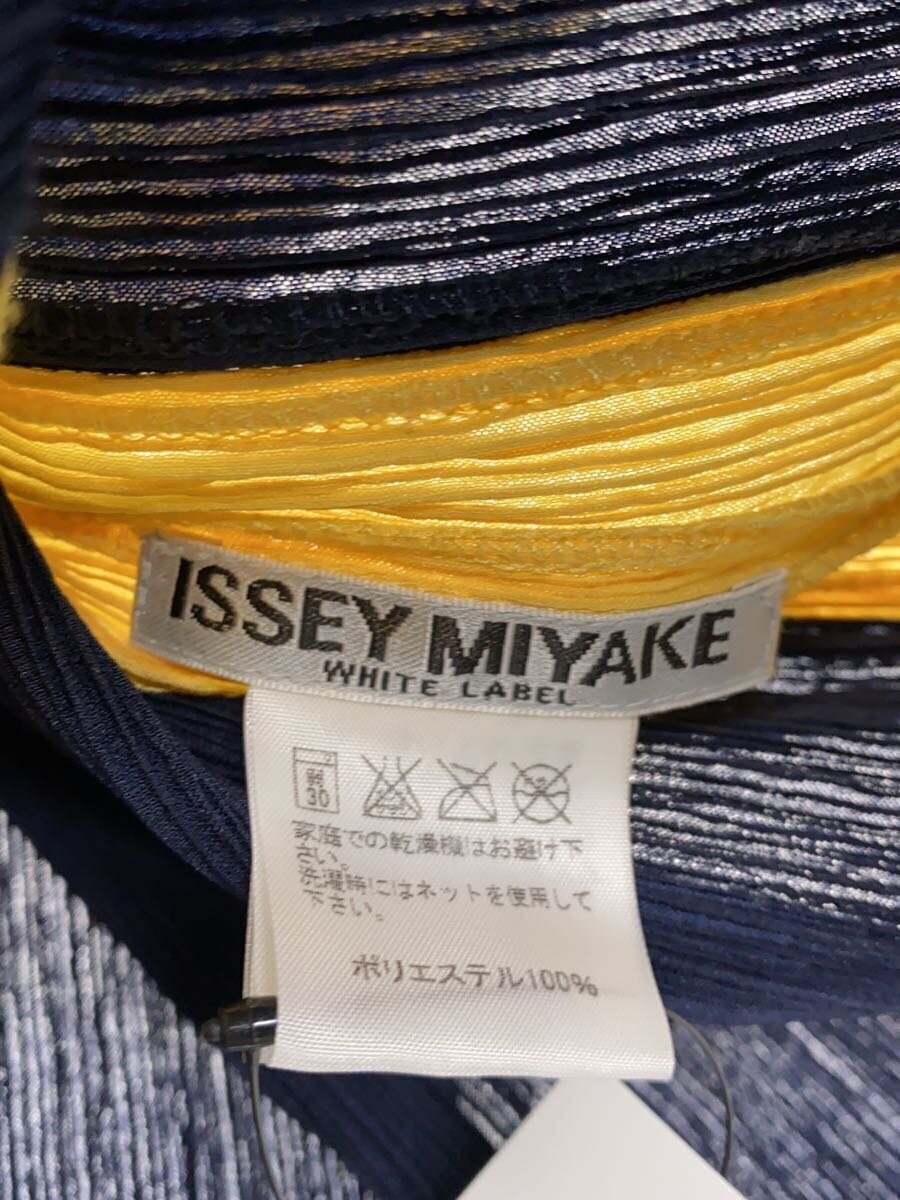 ISSEY MIYAKE
WHITE LABEL
弱
30
家庭での乾燥機はお避け下
さい。
洗濯時にはネットを使用して
下さい。
ポリエステル100%